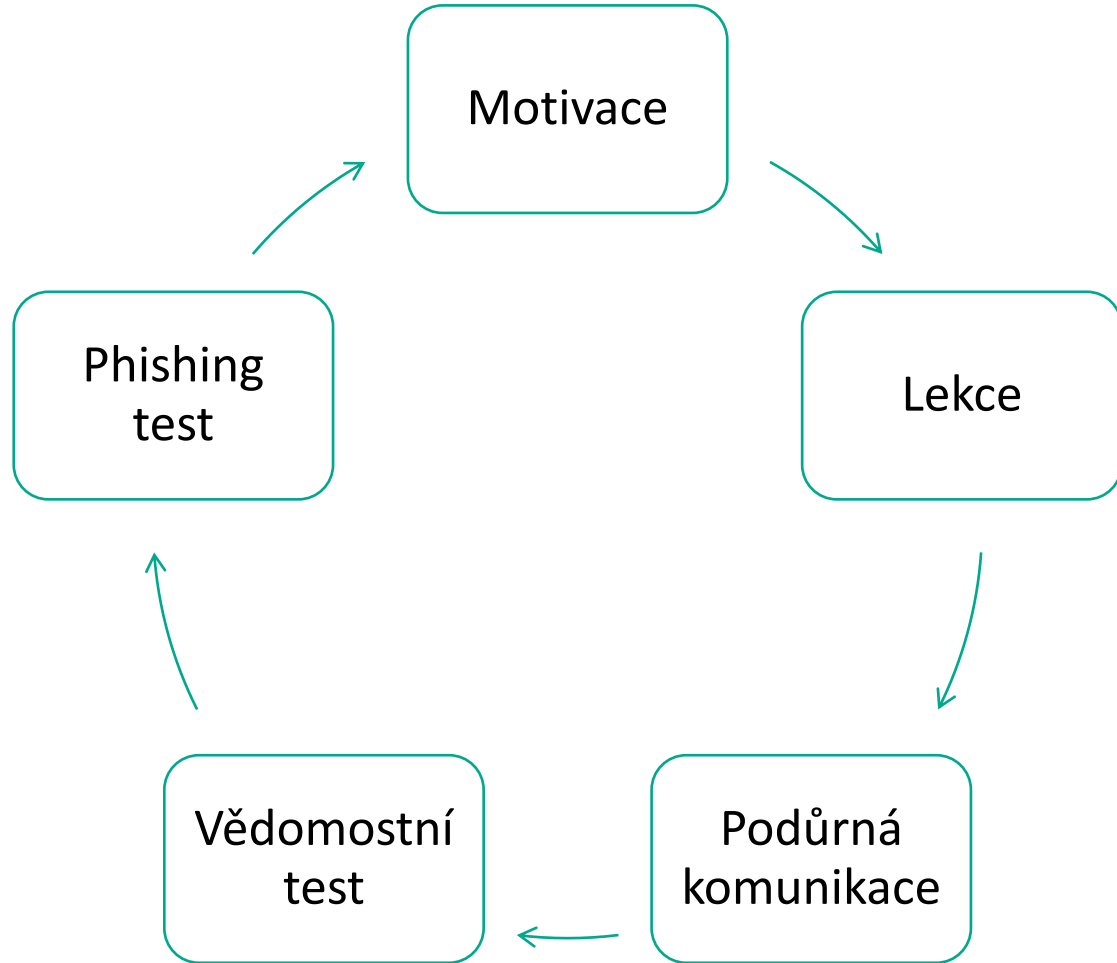 Motivace
Lekce
Podůrná
komunikace
Vědomostní
test
Phishing
test